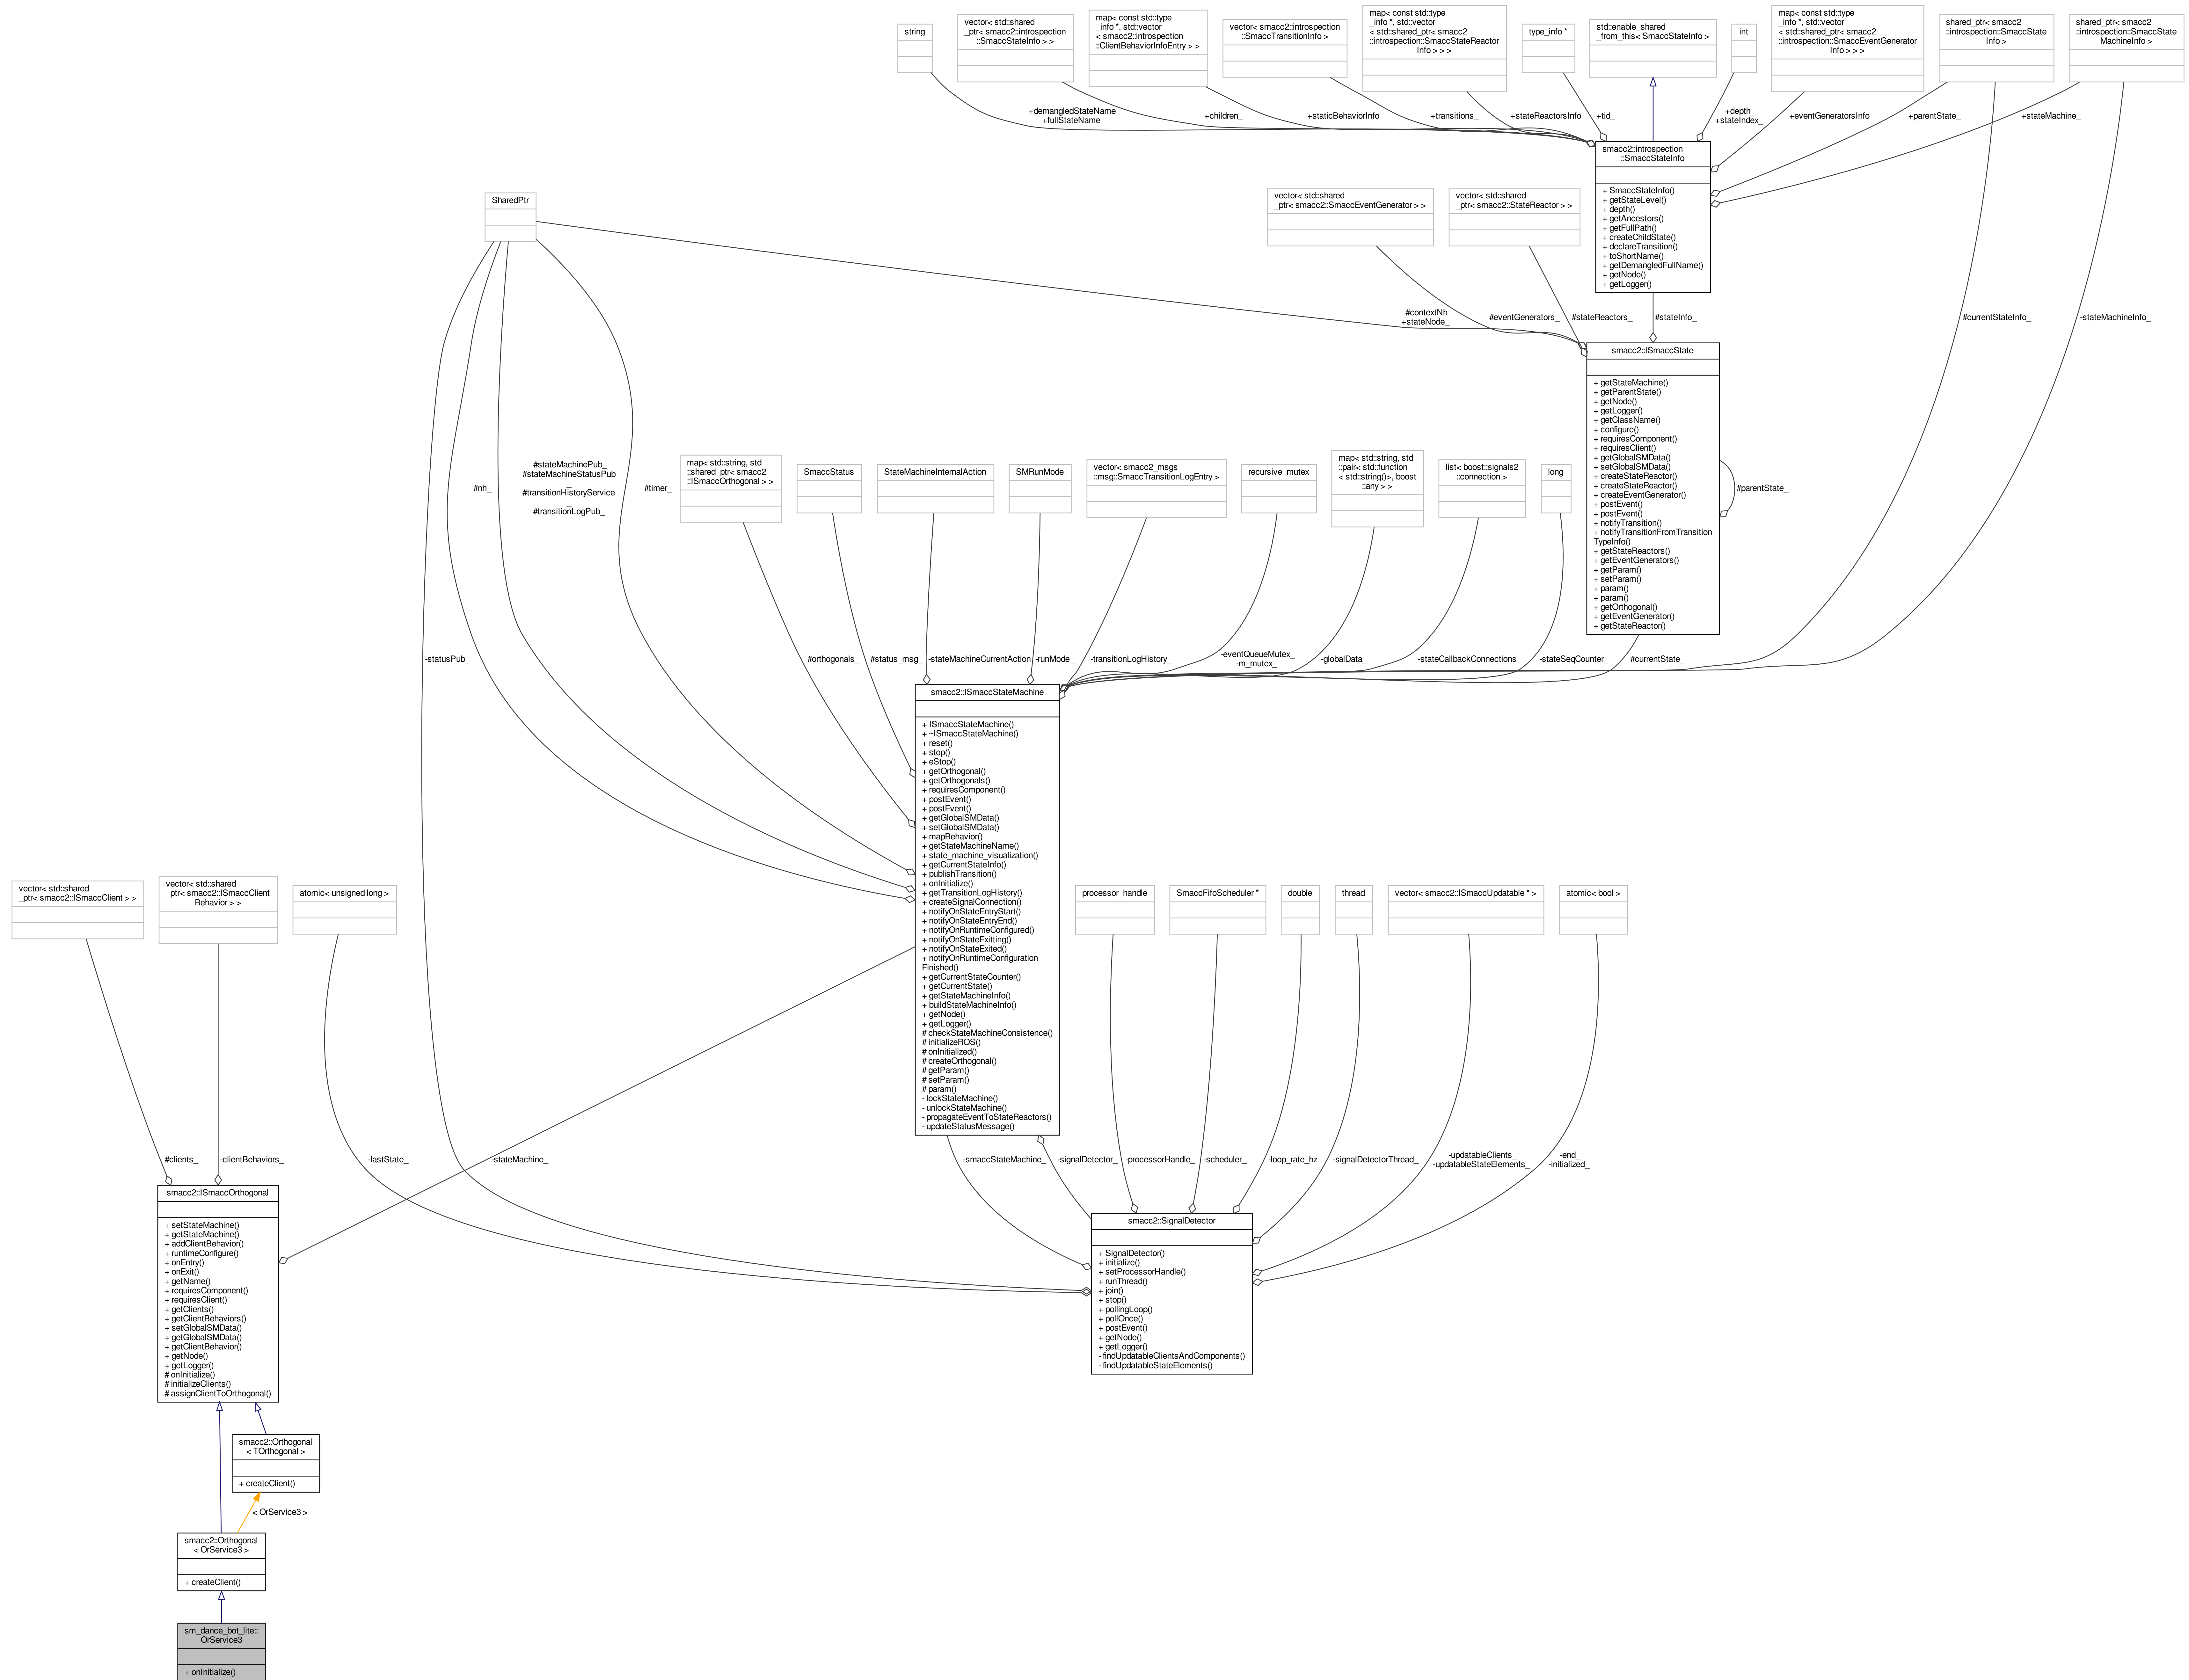 string
vector< std::shared
_ptr< smacc2::introspection
::SmaccStateInfo > >
map< const std::type
_info *, std::vector
< smacc2::introspection
::ClientBehaviorInfoEntry > >
vector< smacc2::introspection
::SmaccTransitionInfo >
map< const std::type
_info *, std::vector
< std::shared_ptr< smacc2
::introspection::SmaccStateReactor
Info > > >
type_info *
std::enable_shared
_from_this< SmaccStateInfo >
int
map< const std::type
_info *, std::vector
< std::shared_ptr< smacc2
::introspection::SmaccEventGenerator
Info > > >
shared_ptr< smacc2
::introspection::SmaccState
Info >
shared_ptr< smacc2
::introspection::SmaccState
MachineInfo >
+demangledStateName
+fullStateName
+children_
+staticBehaviorInfo
+transitions_
+stateReactorsInfo
+tid_
+depth_
+stateIndex_
+eventGeneratorsInfo
+parentState_
+stateMachine_
smacc2::introspection
::SmaccStateInfo
+ SmaccStateInfo()
+ getStateLevel()
+ depth()
+ getAncestors()
+ getFullPath()
+ createChildState()
+ declareTransition()
+ toShortName()
+ getDemangledFullName()
+ getNode()
+ getLogger()
SharedPtr
vector< std::shared
_ptr< smacc2::SmaccEventGenerator > >
vector< std::shared
_ptr< smacc2::StateReactor > >
#contextNh
+stateNode_
#eventGenerators_
#stateReactors_
#stateInfo_
#currentStateInfo_
-stateMachineInfo_
smacc2::ISmaccState
+ getStateMachine()
+ getParentState()
+ getNode()
+ getLogger()
+ getClassName()
+ configure()
+ requiresComponent()
+ requiresClient()
+ getGlobalSMData()
+ setGlobalSMData()
+ createStateReactor()
+ createEventGenerator()
+ postEvent()
+ postEvent()
+ notifyTransition()
+ notifyTransitionFromTransition
TypeInfo()
+ getStateReactors()
+ getEventGenerators()
+ getParam()
+ setParam()
+ param()
+ param()
+ getOrthogonal()
+ getEventGenerator()
+ getStateReactor()
#parentState_
#nh_
#stateMachinePub_
#stateMachineStatusPub
_
#transitionHistoryService
_
#transitionLogPub_
#timer_
map< std::string, std
::shared_ptr< smacc2
::ISmaccOrthogonal > >
SmaccStatus
StateMachineInternalAction
SMRunMode
vector< smacc2_msgs
::msg::SmaccTransitionLogEntry >
recursive_mutex
map< std::string, std
::pair< std::function
< std::string()>, boost
::any > >
list< boost::signals2
::connection >
long
-statusPub_
#orthogonals_
#status_msg_
-stateMachineCurrentAction
-runMode_
-transitionLogHistory_
-eventQueueMutex_
-m_mutex_
-globalData_
-stateCallbackConnections
-stateSeqCounter_
#currentState_
smacc2::ISmaccStateMachine
+ ISmaccStateMachine()
+ ~ISmaccStateMachine()
+ reset()
+ stop()
+ eStop()
+ getOrthogonal()
+ getOrthogonals()
+ requiresComponent()
+ postEvent()
+ postEvent()
+ getGlobalSMData()
+ setGlobalSMData()
+ mapBehavior()
+ getStateMachineName()
+ state_machine_visualization()
+ getCurrentStateInfo()
+ publishTransition()
+ onInitialize()
+ getTransitionLogHistory()
+ createSignalConnection()
+ notifyOnStateEntryStart()
+ notifyOnStateEntryEnd()
+ notifyOnRuntimeConfigured()
+ notifyOnStateExitting()
+ notifyOnStateExited()
+ notifyOnRuntimeConfiguration
Finished()
+ getCurrentStateCounter()
+ getCurrentState()
+ getStateMachineInfo()
+ buildStateMachineInfo()
+ getNode()
+ getLogger()
# checkStateMachineConsistence()
# initializeROS()
# onInitialized()
# createOrthogonal()
# getParam()
# setParam()
# param()
- lockStateMachine()
- unlockStateMachine()
- propagateEventToStateReactors()
- updateStatusMessage()
vector< std::shared
_ptr< smacc2::ISmaccClient > >
vector< std::shared
_ptr< smacc2::ISmaccClient
Behavior > >
atomic< unsigned long >
processor_handle
SmaccFifoScheduler *
double
thread
vector< smacc2::ISmaccUpdatable * >
atomic< bool >
#clients_
-clientBehaviors_
-lastState_
-stateMachine_
-smaccStateMachine_
-signalDetector_
-processorHandle_
-scheduler_
-loop_rate_hz
-signalDetectorThread_
-updatableClients_
-updatableStateElements_
-end_
-initialized_
smacc2::ISmaccOrthogonal
+ setStateMachine()
+ getStateMachine()
+ addClientBehavior()
+ runtimeConfigure()
+ onEntry()
+ onExit()
+ getName()
+ requiresComponent()
+ requiresClient()
+ getClients()
+ getClientBehaviors()
+ setGlobalSMData()
+ getGlobalSMData()
+ getClientBehavior()
+ getNode()
+ getLogger()
# onInitialize()
# initializeClients()
# assignClientToOrthogonal()
smacc2::SignalDetector
+ SignalDetector()
+ initialize()
+ setProcessorHandle()
+ runThread()
+ join()
+ stop()
+ pollingLoop()
+ pollOnce()
+ postEvent()
+ getNode()
+ getLogger()
- findUpdatableClientsAndComponents()
- findUpdatableStateElements()
smacc2::Orthogonal
< TOrthogonal >
+ createClient()
< OrService3 >
smacc2::Orthogonal
< OrService3 >
+ createClient()
sm_dance_bot_lite::
OrService3
+ onInitialize()